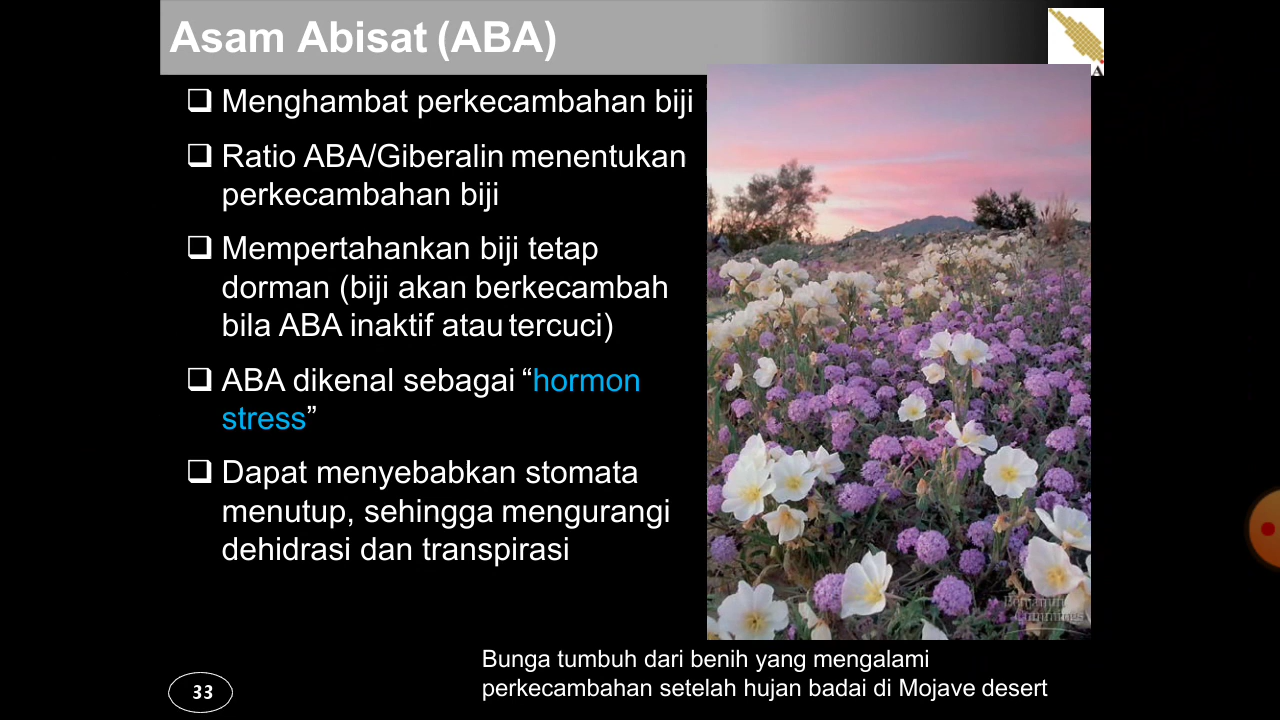 Asam Abisat (ABA)
A
❑ Menghambat perkecambahan biji
❑ Ratio ABA/Giberalin menentukan
perkecambahan biji
❑ Mempertahankan biji tetap
dorman (biji akan berkecambah
bila ABA inaktif atau tercuci)
❑ ABA dikenal sebagai “hormon
stress”
❑ Dapat menyebabkan stomata
menutup, sehingga mengurangi
dehidrasi dan transpirasi
Benjamin
Cummings
Bunga tumbuh dari benih yang mengalami
perkecambahan setelah hujan badai di Mojave desert
33